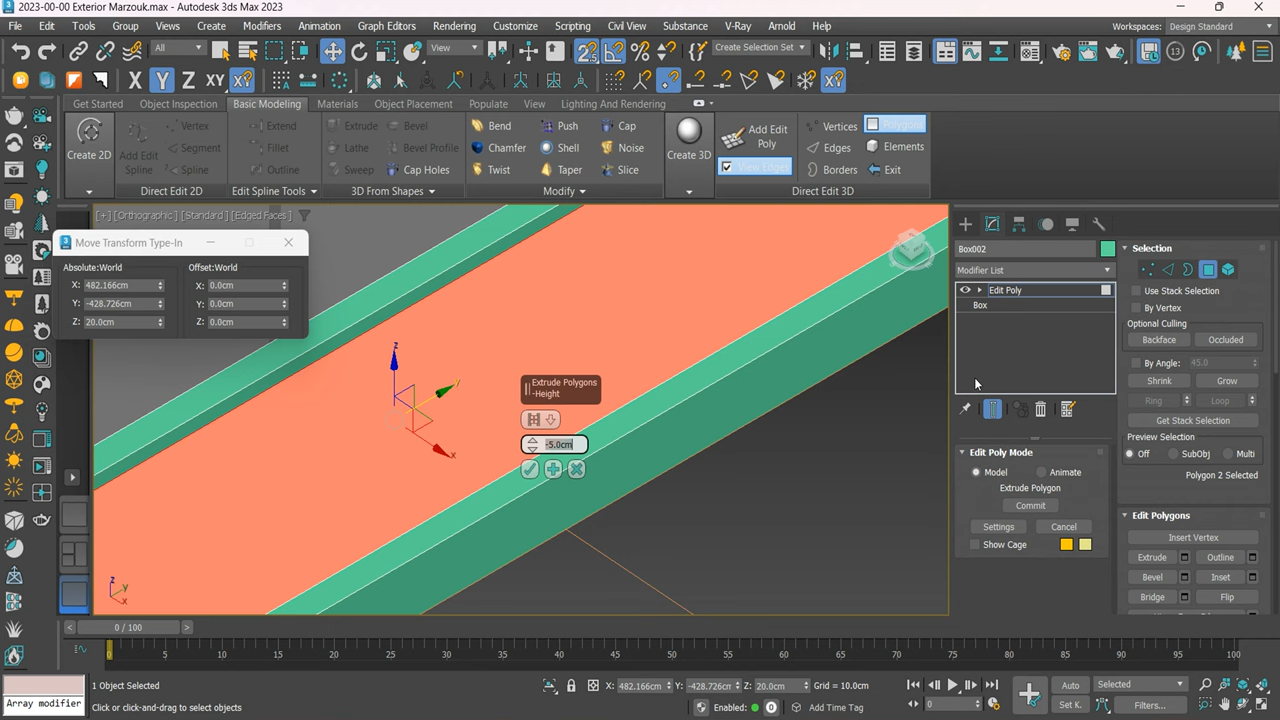 2023-00-00 Exterior Marzouk.max - Autodesk 3ds Max 2023
File Edit Tools Group Views Create Modifiers Animation Graph Editors Rendering Customize Scripting Civil View Substance V-Ray Arnold Help
Workspaces: Design Standard
All View Create Selection Set
X Y Z XY
Get Started Object Inspection Basic Modeling Materials Object Placement Populate View Lighting And Rendering
Create 2D
Add Edit Spline
Vertex
Segment
Spline
Extend
Fillet
Outline
Extrude
Lathe
Sweep
Bevel
Bevel Profile
Cap Holes
Bend
Chamfer
Twist
Push
Shell
Taper
Cap
Noise
Slice
Create 3D
Add Edit Poly
View Edges
Vertices
Edges
Borders
Polygons
Elements
Exit
Direct Edit 2D Edit Spline Tools 3D From Shapes Modify Direct Edit 3D
[+] [Orthographic] [Standard] [Edged Faces]
Move Transform Type-In
Absolute:World
X: 482.166cm
Y: -428.726cm
Z: 20.0cm
Offset:World
X: 0.0cm
Y: 0.0cm
Z: 0.0cm
z
y
x
Extrude Polygons
-Height
-5.0cm
z
y
x
Box002
Modifier List
Edit Poly
Box
Edit Poly Mode
Model Animate
Extrude Polygon
Commit
Settings Cancel
Show Cage
Selection
Use Stack Selection
By Vertex
Optional Culling
Backface Occluded
By Angle: 45.0
Shrink Grow
Ring Loop
Get Stack Selection
Preview Selection
Off SubObj Multi
Polygon 2 Selected
Edit Polygons
Insert Vertex
Extrude Outline
Bevel Inset
Bridge Flip
0 / 100
0 5 10 15 20 25 30 35 40 45 50 55 60 65 70 75 80 85 90 95 100
1 Object Selected
X: 482.166cm Y: -428.726cm Z: 20.0cm Grid = 10.0cm
Auto Selected
Array modifier
Click or click-and-drag to select objects
Enabled: 0 Add Time Tag
0
Set K. Filters...